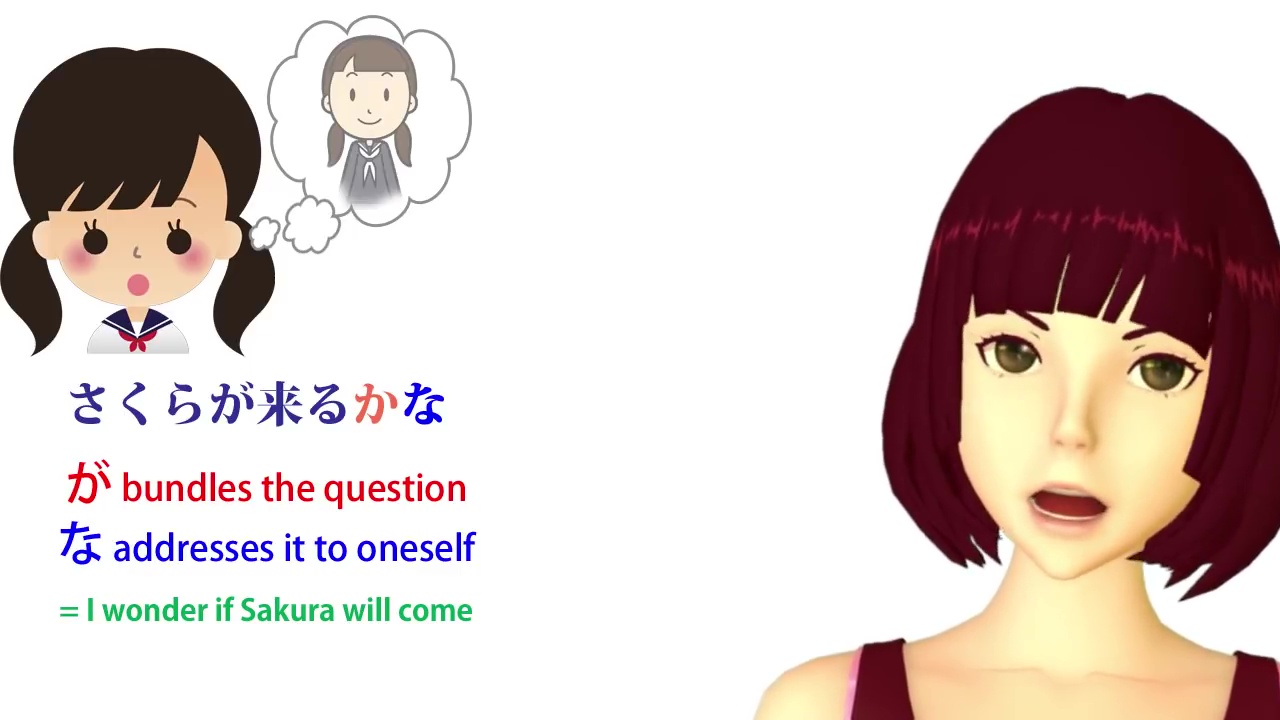 さくらが来るかな
が bundles the question
な addresses it to oneself
= I wonder if Sakura will come